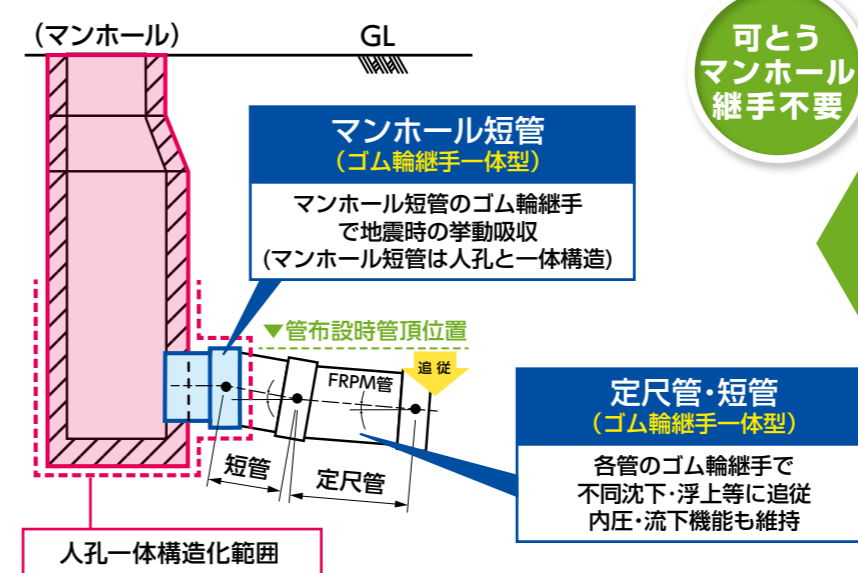 (マンホール)
GL
可とう
マンホール
継手不要
マンホール短管
(ゴム輪継手一体型)
マンホール短管のゴム輪継手
で地震時の挙動吸収
(マンホール短管は人孔と一体構造)
▼管布設時管頂位置
追従
FRPM管
短管
定尺管
定尺管・短管
(ゴム輪継手一体型)
各管のゴム輪継手で
不同沈下・浮上等に追従
内圧・流下機能も維持
人孔一体構造化範囲